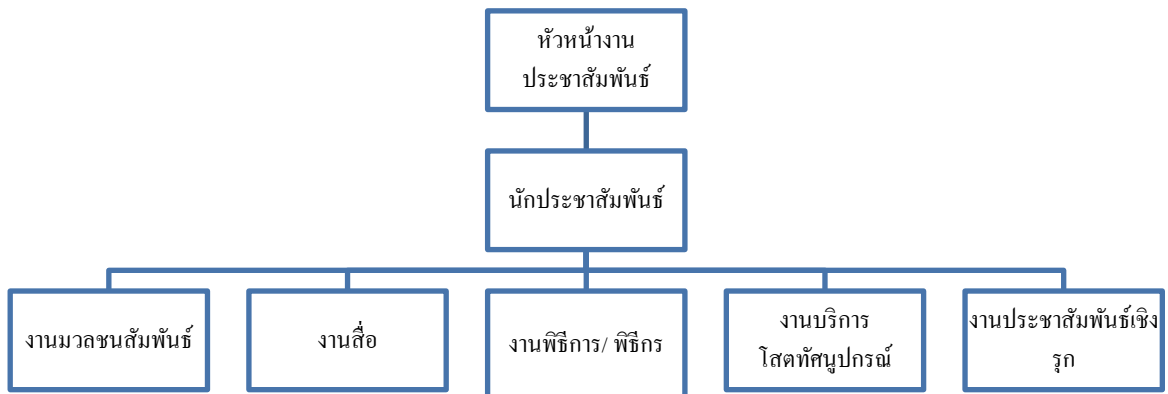 หัวหน้างาน
ประชาสัมพันธ์
นักประชาสัมพันธ์
งานมวลชนสัมพันธ์
งานสื่อ
งานพิธีการ/ พิธีกร
งานบริการ
โสตทัศนูปกรณ์
งานประชาสัมพันธ์เชิง
รุก